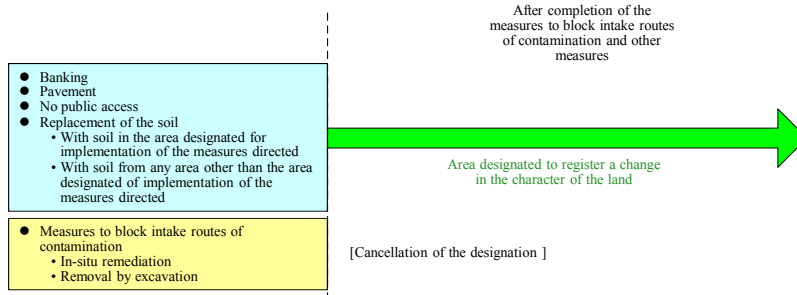 After completion of the
measures to block intake routes
of contamination and other
measures
● Banking
● Pavement
● No public access
● Replacement of the soil
• With soil in the area designated for
implementation of the measures directed
• With soil from any area other than the area
designated of implementation of the
measures directed
Area designated to register a change
in the character of the land
● Measures to block intake routes of
contamination
• In-situ remediation
• Removal by excavation
[Cancellation of the designation ]